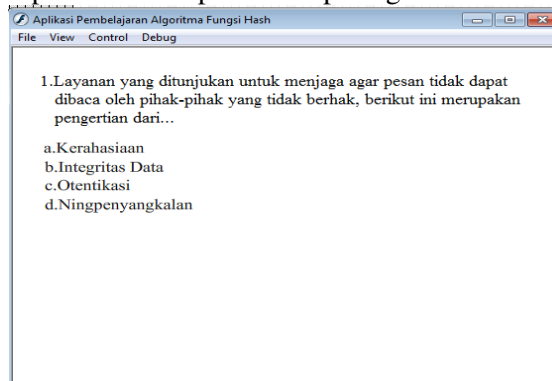 Aplikasi Pembelajaran Algoritma Fungsi Hash
File View Control Debug
1.Layanan yang ditunjukan untuk menjaga agar pesan tidak dapat
dibaca oleh pihak-pihak yang tidak berhak, berikut ini merupakan
pengertian dari...
a.Kerahasiaan
b.Integritas Data
c.Otentikasi
d.Ningpenyangkalan